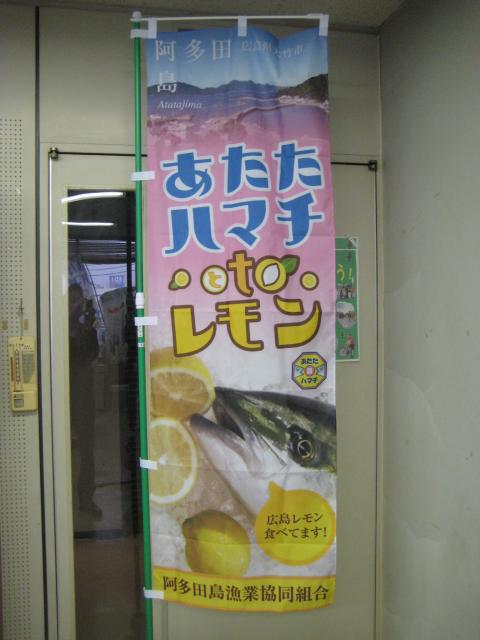 阿多田 広島県大竹市
島
Atatajima
あたた
ハマチ
と to
レモン
あたた
ハマチ
広島レモン
食べてます!
阿多田島漁業協同組合
う!